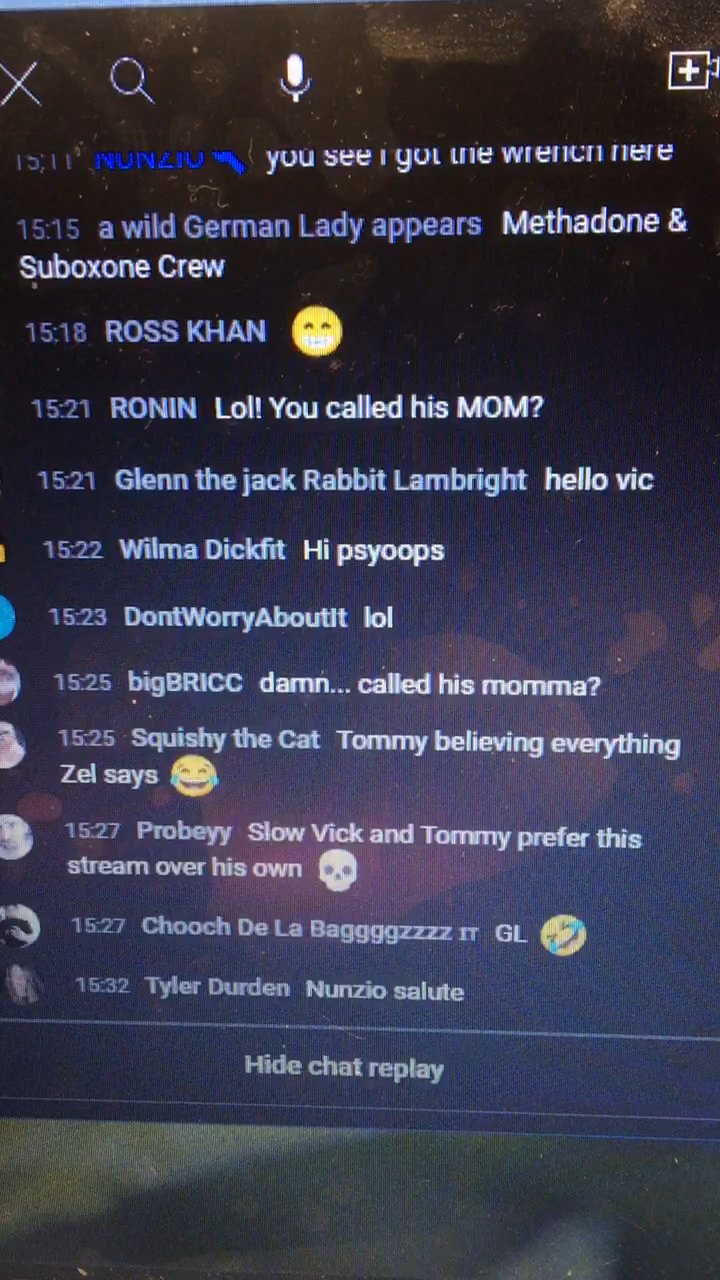 15:11 NUNZIO you see I got the wrench here
15:15 a wild German Lady appears Methadone &
Suboxone Crew
15:18 ROSS KHAN
15:21 RONIN Lol! You called his MOM?
15:21 Glenn the jack Rabbit Lambright hello vic
15:22 Wilma Dickfit Hi psyoops
15:23 DontWorryAboutIt lol
15:25 bigBRICC damn... called his momma?
15:25 Squishy the Cat Tommy believing everything
Zel says 😂
15:27 Probeyy Slow Vick and Tommy prefer this
stream over his own 💀
15:27 Chooch De La Baggggzzzz IT GL 🤣
15:32 Tyler Durden Nunzio salute
Hide chat replay